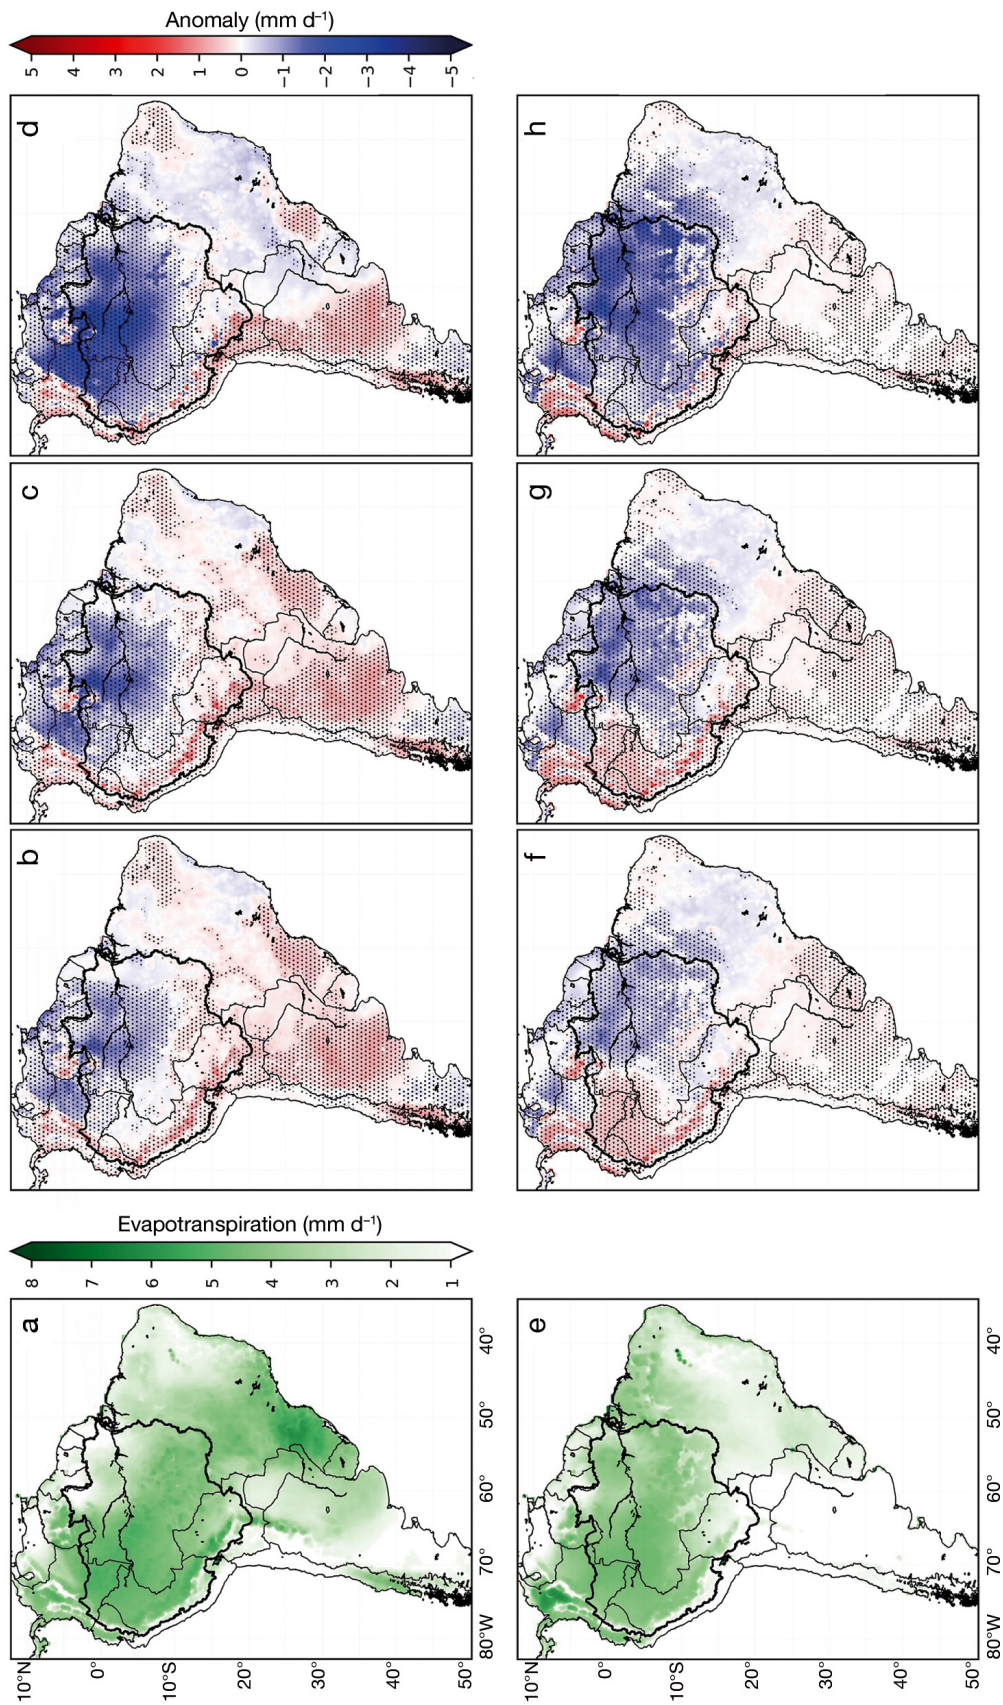 a
b
c
d
10°N
0°
10°S
20°
30°
40°
50°
Evapotranspiration (mm d⁻¹)
8
7
6
5
4
3
2
1
Anomaly (mm d⁻¹)
5
4
3
2
1
0
−1
−2
−3
−4
−5
e
f
g
h
10°N
0°
10°S
20°
30°
40°
50°
80°W
70°
60°
50°
40°
80°W
70°
60°
50°
40°